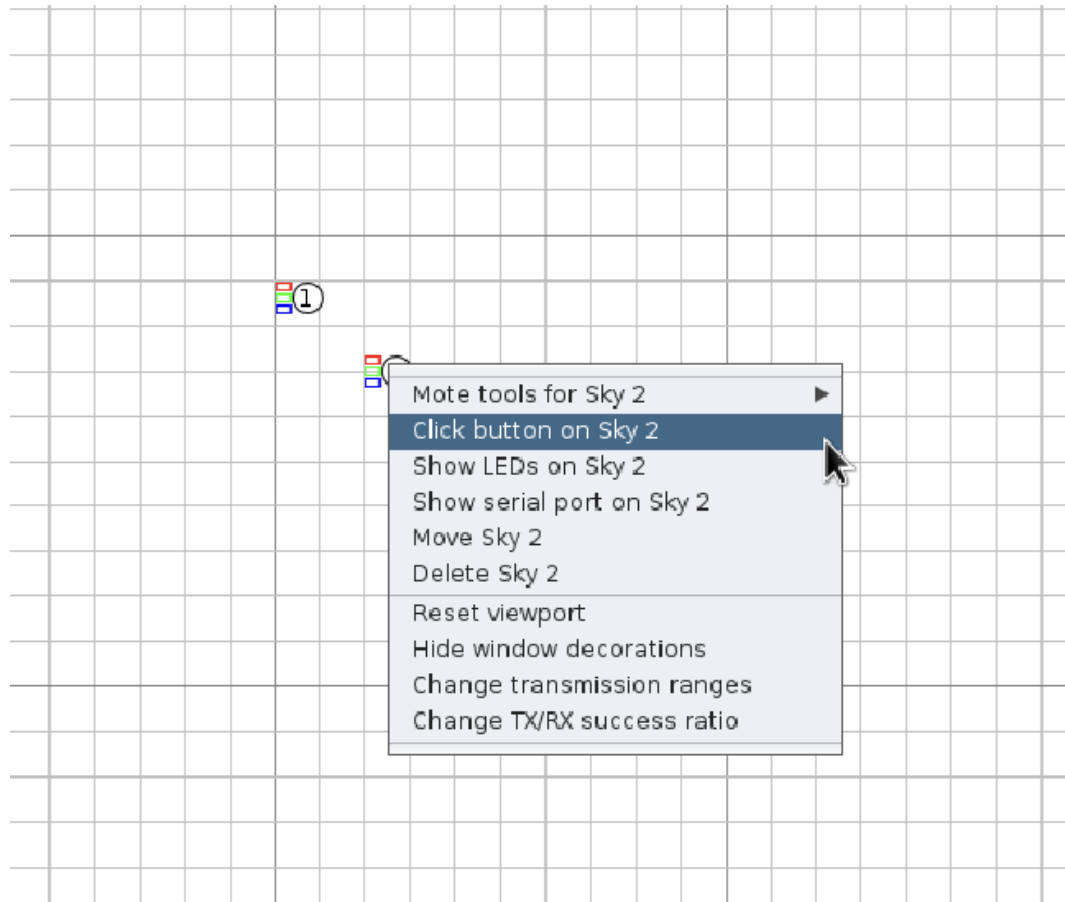 1
Mote tools for Sky 2
Click button on Sky 2
Show LEDs on Sky 2
Show serial port on Sky 2
Move Sky 2
Delete Sky 2
Reset viewport
Hide window decorations
Change transmission ranges
Change TX/RX success ratio